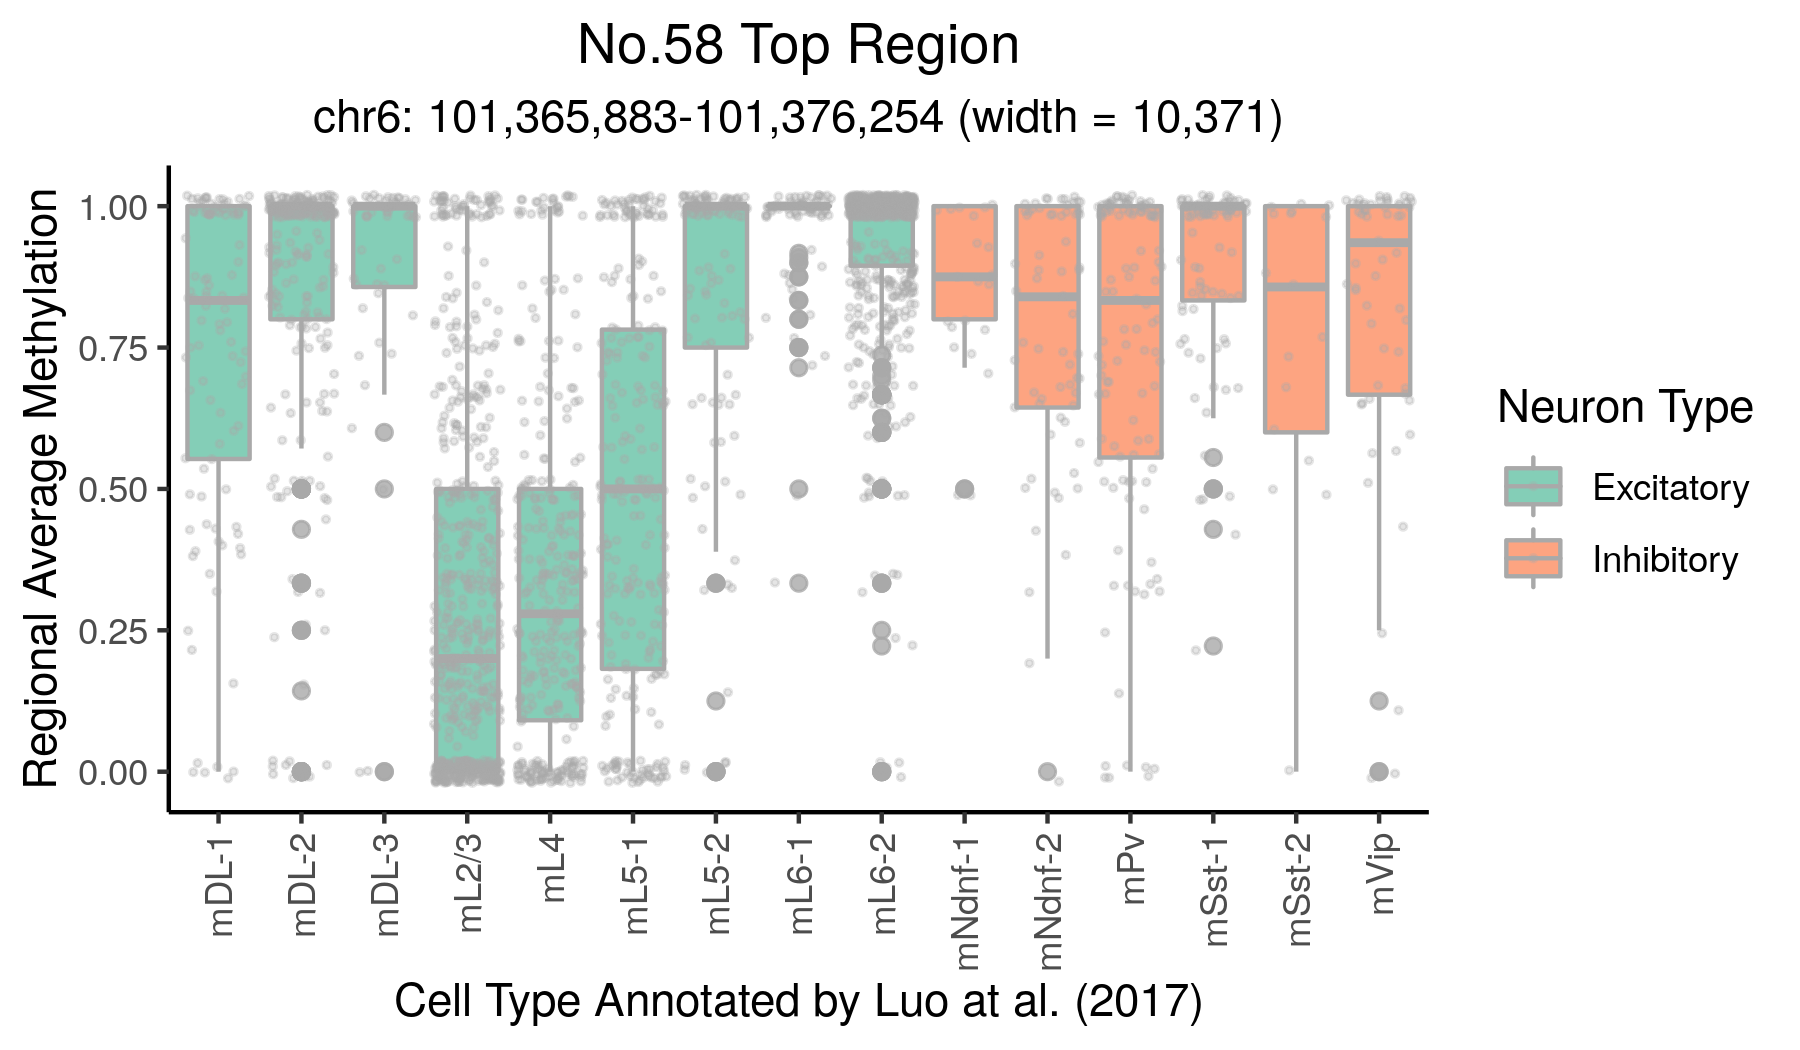 No.58 Top Region
chr6: 101,365,883-101,376,254 (width = 10,371)
Regional Average Methylation
1.00
0.75
0.50
0.25
0.00
mDL-1
mDL-2
mDL-3
mL2/3
mL4
mL5-1
mL5-2
mL6-1
mL6-2
mNdnf-1
mNdnf-2
mPv
mSst-1
mSst-2
mVip
Cell Type Annotated by Luo at al. (2017)
Neuron Type
Excitatory
Inhibitory